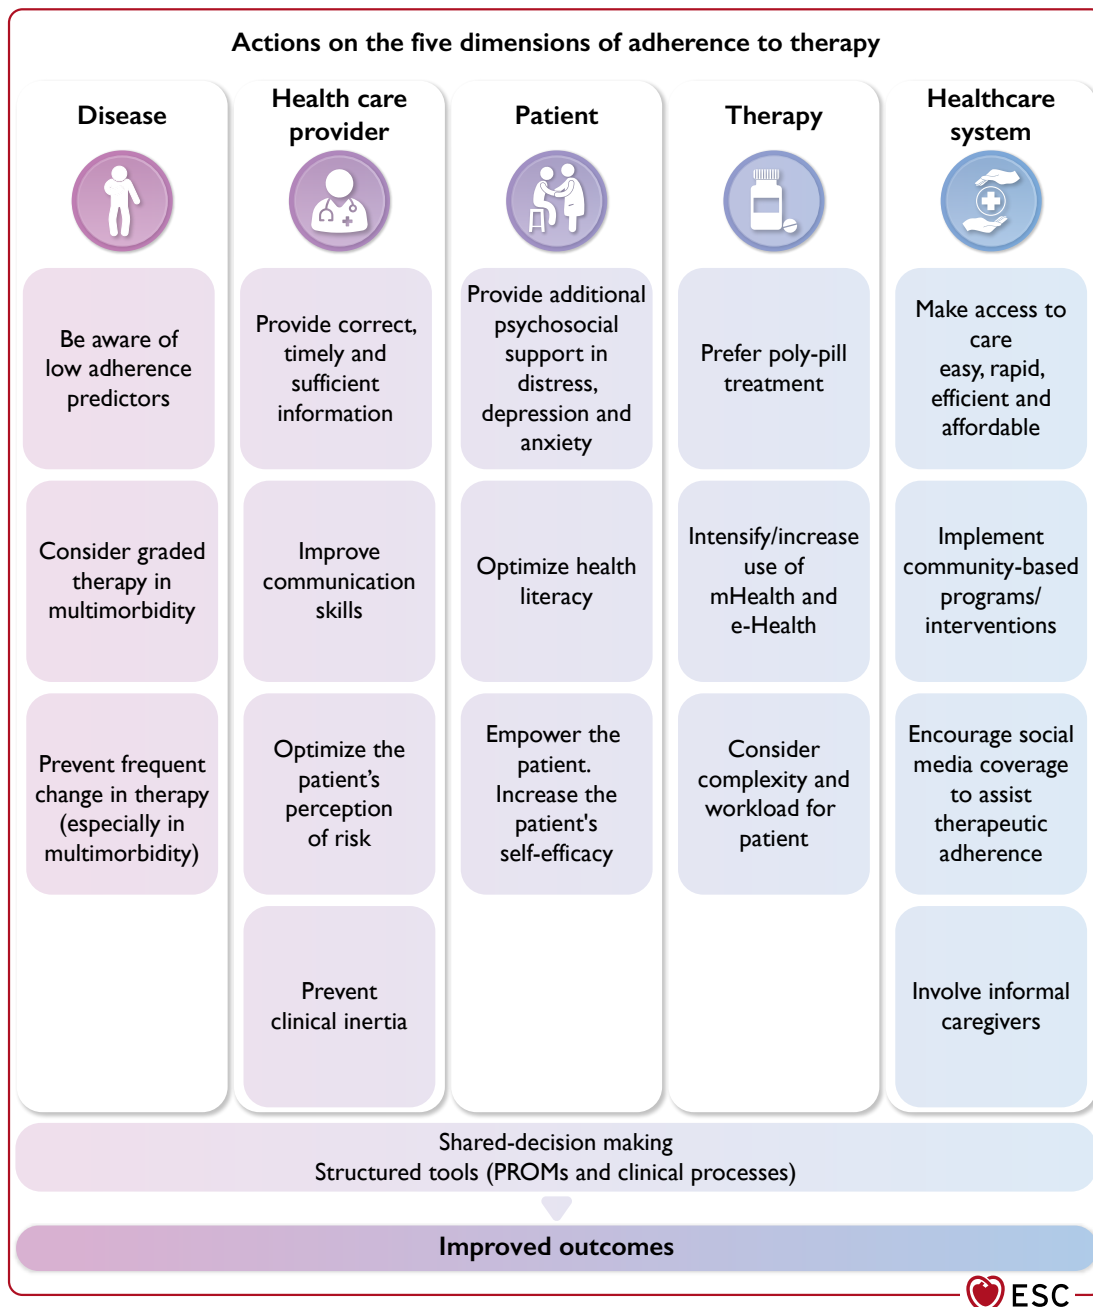 Actions on the five dimensions of adherence to therapy
Disease
Be aware of
low adherence
predictors
Consider graded
therapy in
multimorbidity
Prevent frequent
change in therapy
(especially in
multimorbidity)
Health care
provider
Provide correct,
timely and
sufficient
information
Improve
communication
skills
Optimize the
patient’s
perception
of risk
Prevent
clinical inertia
Patient
Provide additional
psychosocial
support in
distress,
depression and
anxiety
Optimize health
literacy
Empower the
patient.
Increase the
patient's
self-efficacy
Therapy
Prefer poly-pill
treatment
Intensify/increase
use of
mHealth and
e-Health
Consider
complexity and
workload for
patient
Healthcare
system
Make access to
care
easy, rapid,
efficient and
affordable
Implement
community-based
programs/
interventions
Encourage social
media coverage
to assist
therapeutic
adherence
Involve informal
caregivers
Shared-decision making
Structured tools (PROMs and clinical processes)
Improved outcomes
ESC